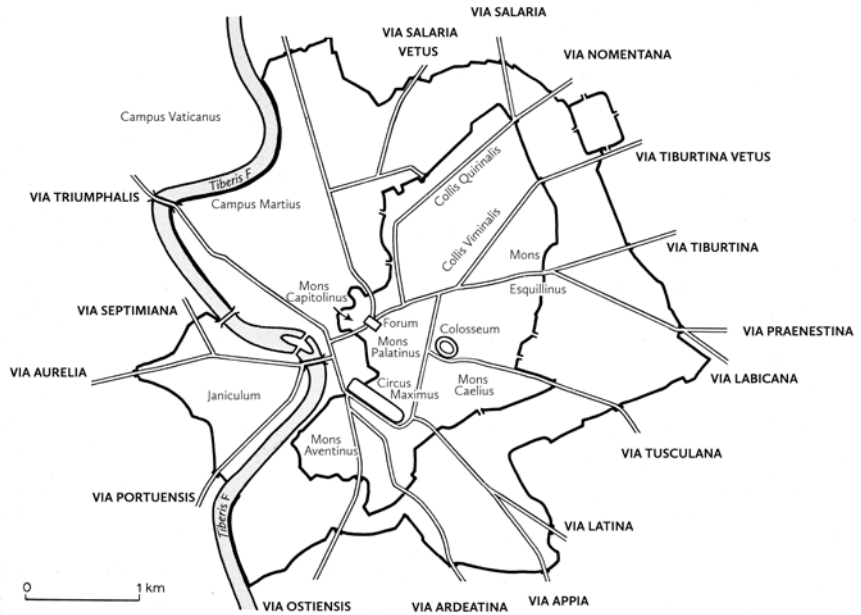 VIA SALARIA
VIA SALARIA
VETUS
VIA NOMENTANA
Campus Vaticanus
VIA TIBURTINA VETUS
Tiberis F
VIA TRIUMPHALIS
Campus Martius
Collis Quirinalis
Collis Viminalis
Mons
Esquillinus
VIA TIBURTINA
Mons
Capitolinus
VIA SEPTIMIANA
Forum
Colosseum
VIA PRAENESTINA
Mons
Palatinus
VIA AURELIA
VIA LABICANA
Janiculum
Circus
Maximus
Mons
Caelius
Mons
Aventinus
VIA TUSCULANA
VIA PORTUENSIS
Tiberis F
VIA LATINA
0 1 km
VIA OSTIENSIS
VIA ARDEATINA
VIA APPIA